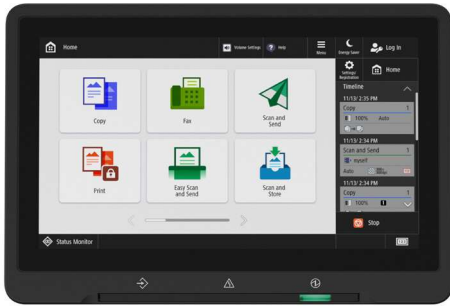 Home
Volume Settings
Help
Menu
Energy Saver
Log In
Copy
Fax
Scan and
Send
Print
Easy Scan
and Send
Scan and
Store
Settings/
Registration
Home
Timeline
11/13/ 2:35 PM
Copy 1
100% Auto
11/13/ 2:34 PM
Scan and Send 1
myself
Auto
11/13/ 2:34 PM
Copy 1
100%
Stop
Status Monitor